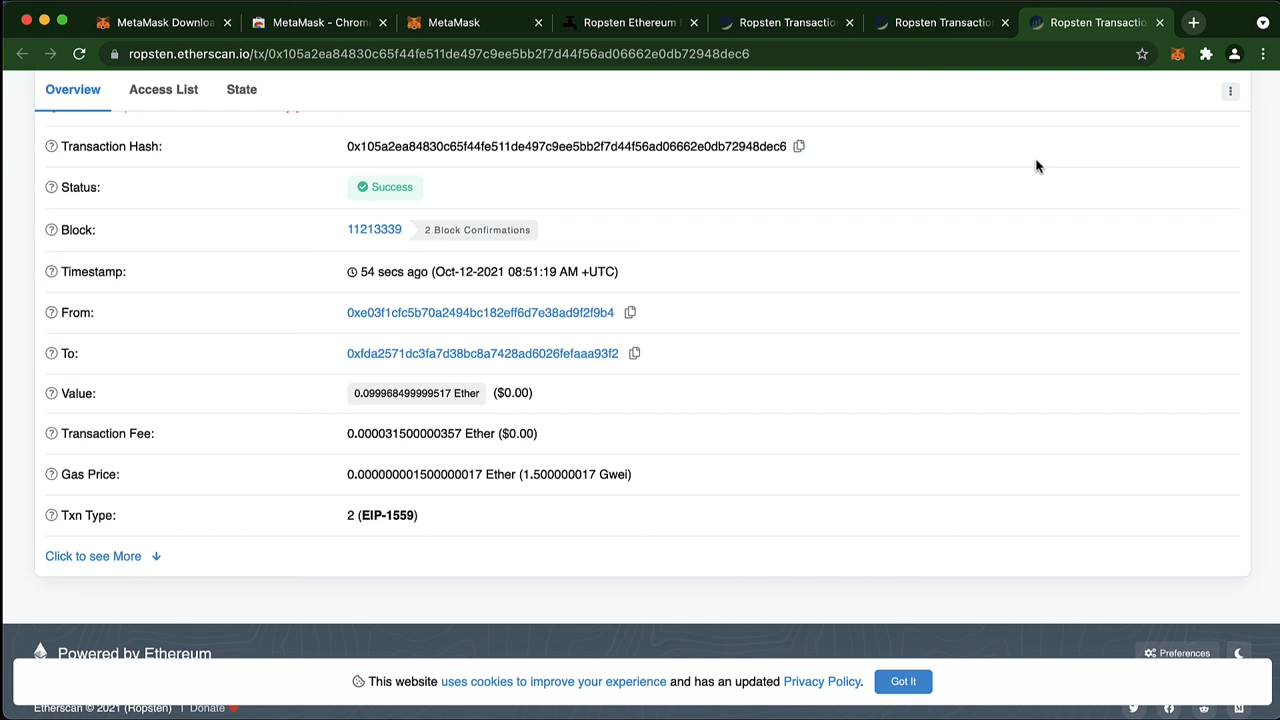 MetaMask Downloa
MetaMask - Chrom
MetaMask
Ropsten Ethereum
Ropsten Transactio
Ropsten Transactio
Ropsten Transactio
ropsten.etherscan.io/tx/0x105a2ea84830c65f44fe511de497c9ee5bb2f7d44f56ad06662e0db72948dec6
Overview
Access List
State
Transaction Hash:
0x105a2ea84830c65f44fe511de497c9ee5bb2f7d44f56ad06662e0db72948dec6
Status:
Success
Block:
11213339
2 Block Confirmations
Timestamp:
54 secs ago (Oct-12-2021 08:51:19 AM +UTC)
From:
0xe03f1cfc5b70a2494bc182eff6d7e38ad9f2f9b4
To:
0xfda2571dc3fa7d38bc8a7428ad6026fefaaa93f2
Value:
0.099968499999517 Ether ($0.00)
Transaction Fee:
0.000031500000357 Ether ($0.00)
Gas Price:
0.000000001500000017 Ether (1.500000017 Gwei)
Txn Type:
2 (EIP-1559)
Click to see More
Powered by Ethereum
Preferences
This website uses cookies to improve your experience and has an updated Privacy Policy.
Got It
Etherscan © 2021 (Ropsten) | Donate